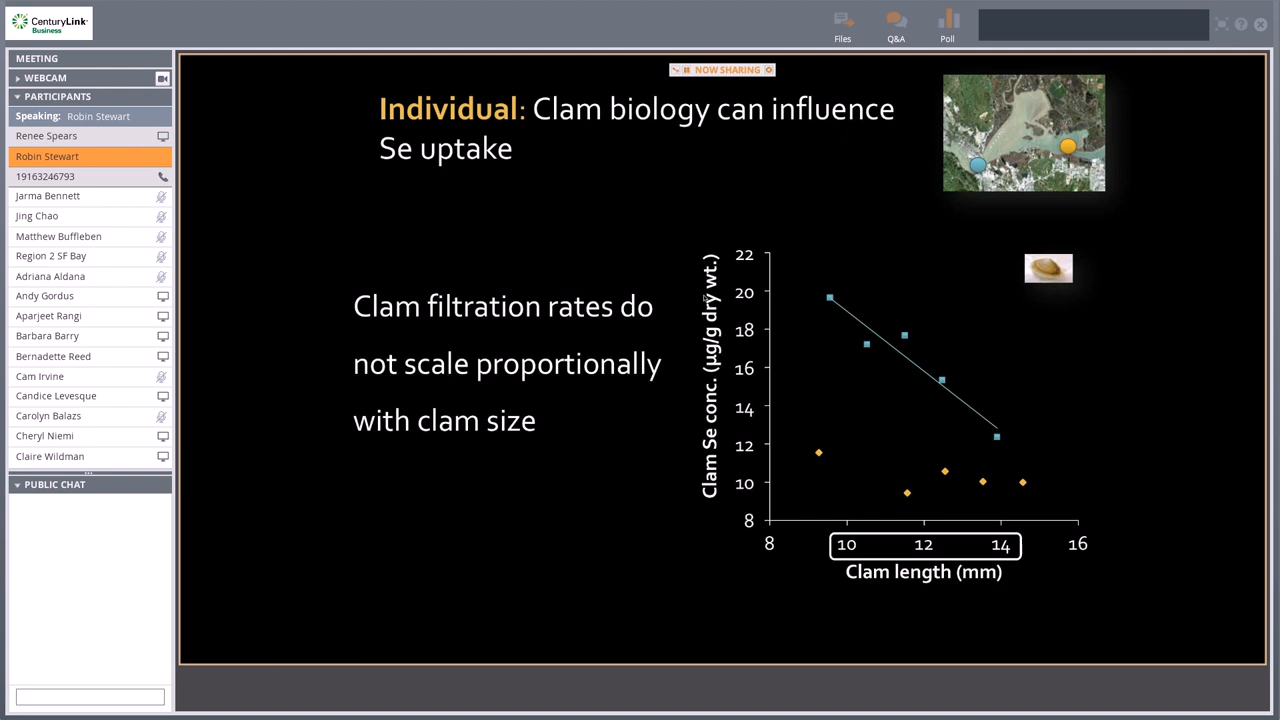 CenturyLink®
Business
Files
Q&A
Poll
MEETING
WEBCAM
PARTICIPANTS
Speaking: Robin Stewart
Renee Spears
Robin Stewart
19163246793
Jarma Bennett
Jing Chao
Matthew Buffleben
Region 2 SF Bay
Adriana Aldana
Andy Gordus
Aparjeet Rangi
Barbara Barry
Bernadette Reed
Cam Irvine
Candice Levesque
Carolyn Balazs
Cheryl Niemi
Claire Wildman
PUBLIC CHAT
NOW SHARING
Individual: Clam biology can influence
Se uptake
Clam filtration rates do
not scale proportionally
with clam size
Clam Se conc. (µg/g dry wt.)
22
20
18
16
14
12
10
8
8 10 12 14 16
Clam length (mm)